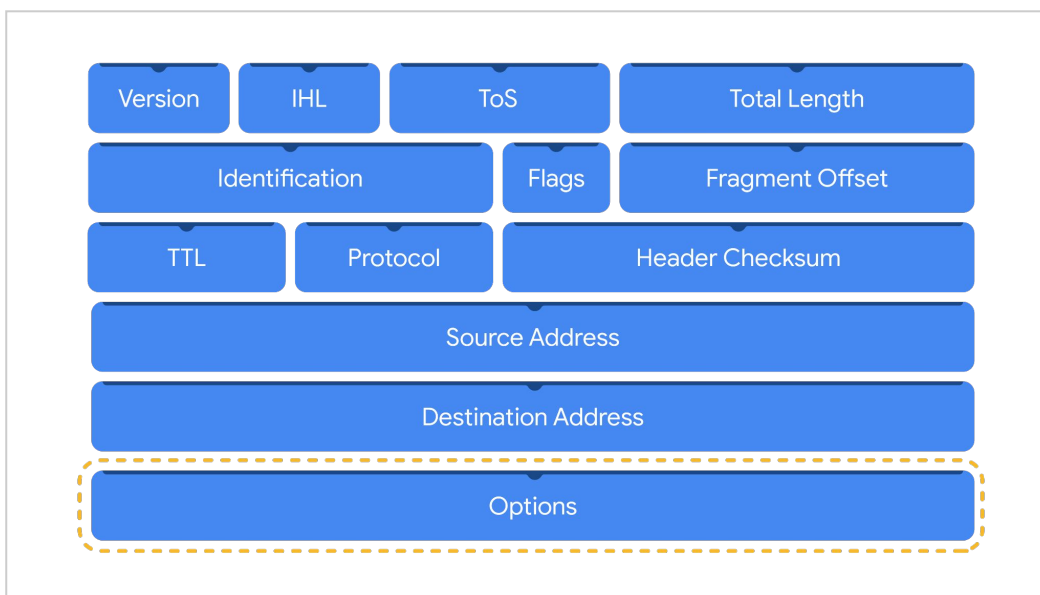 Version IHL ToS Total Length
Identification Flags Fragment Offset
TTL Protocol Header Checksum
Source Address
Destination Address
Options